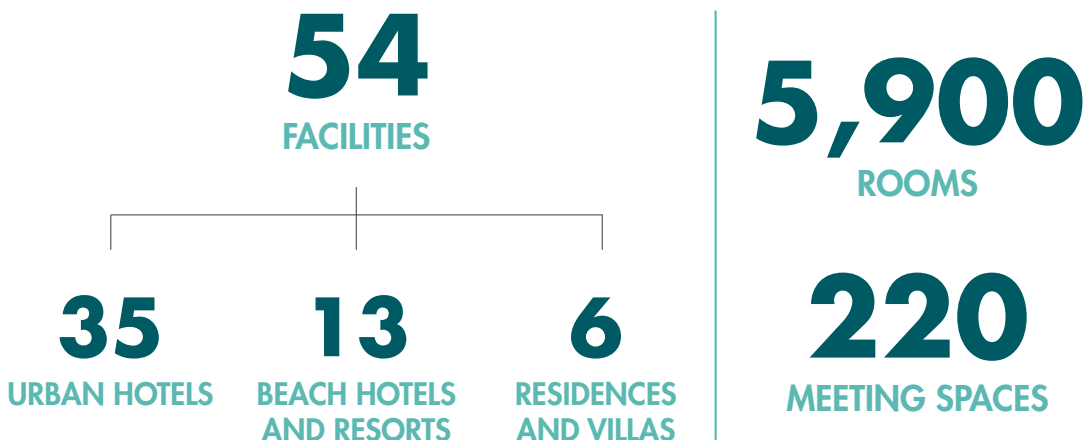 54
FACILITIES
35
URBAN HOTELS
13
BEACH HOTELS
AND RESORTS
6
RESIDENCES
AND VILLAS
5,900
ROOMS
220
MEETING SPACES